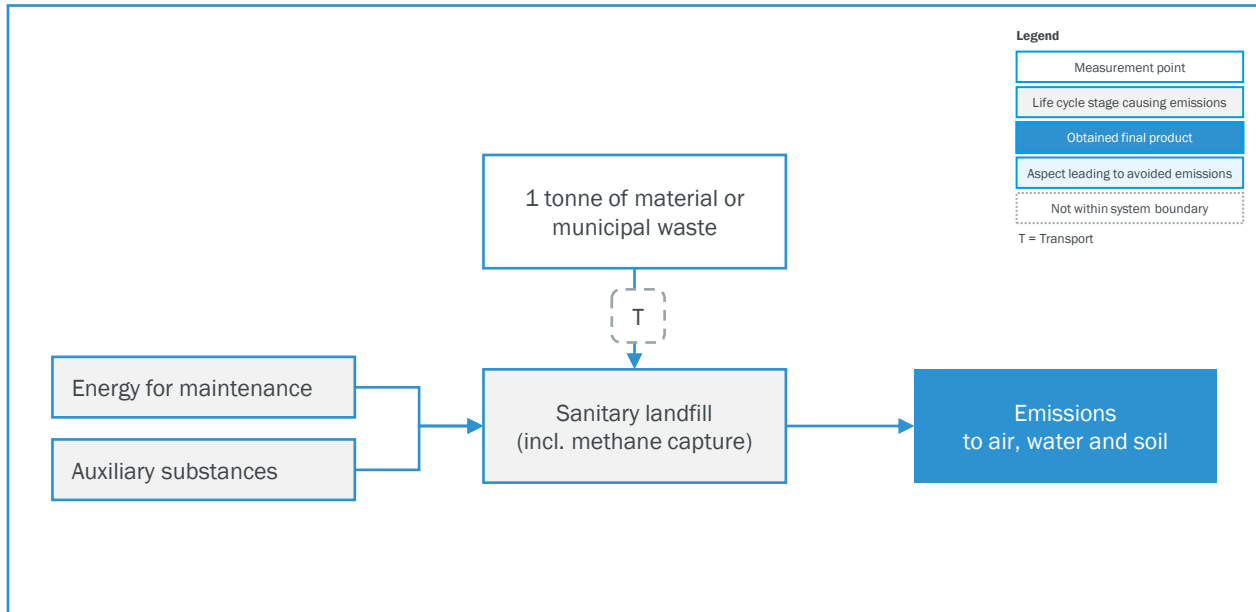 Legend
Measurement point
Life cycle stage causing emissions
Obtained final product
Aspect leading to avoided emissions
Not within system boundary
T = Transport
1 tonne of material or
municipal waste
T
Energy for maintenance
Auxiliary substances
Sanitary landfill
(incl. methane capture)
Emissions
to air, water and soil